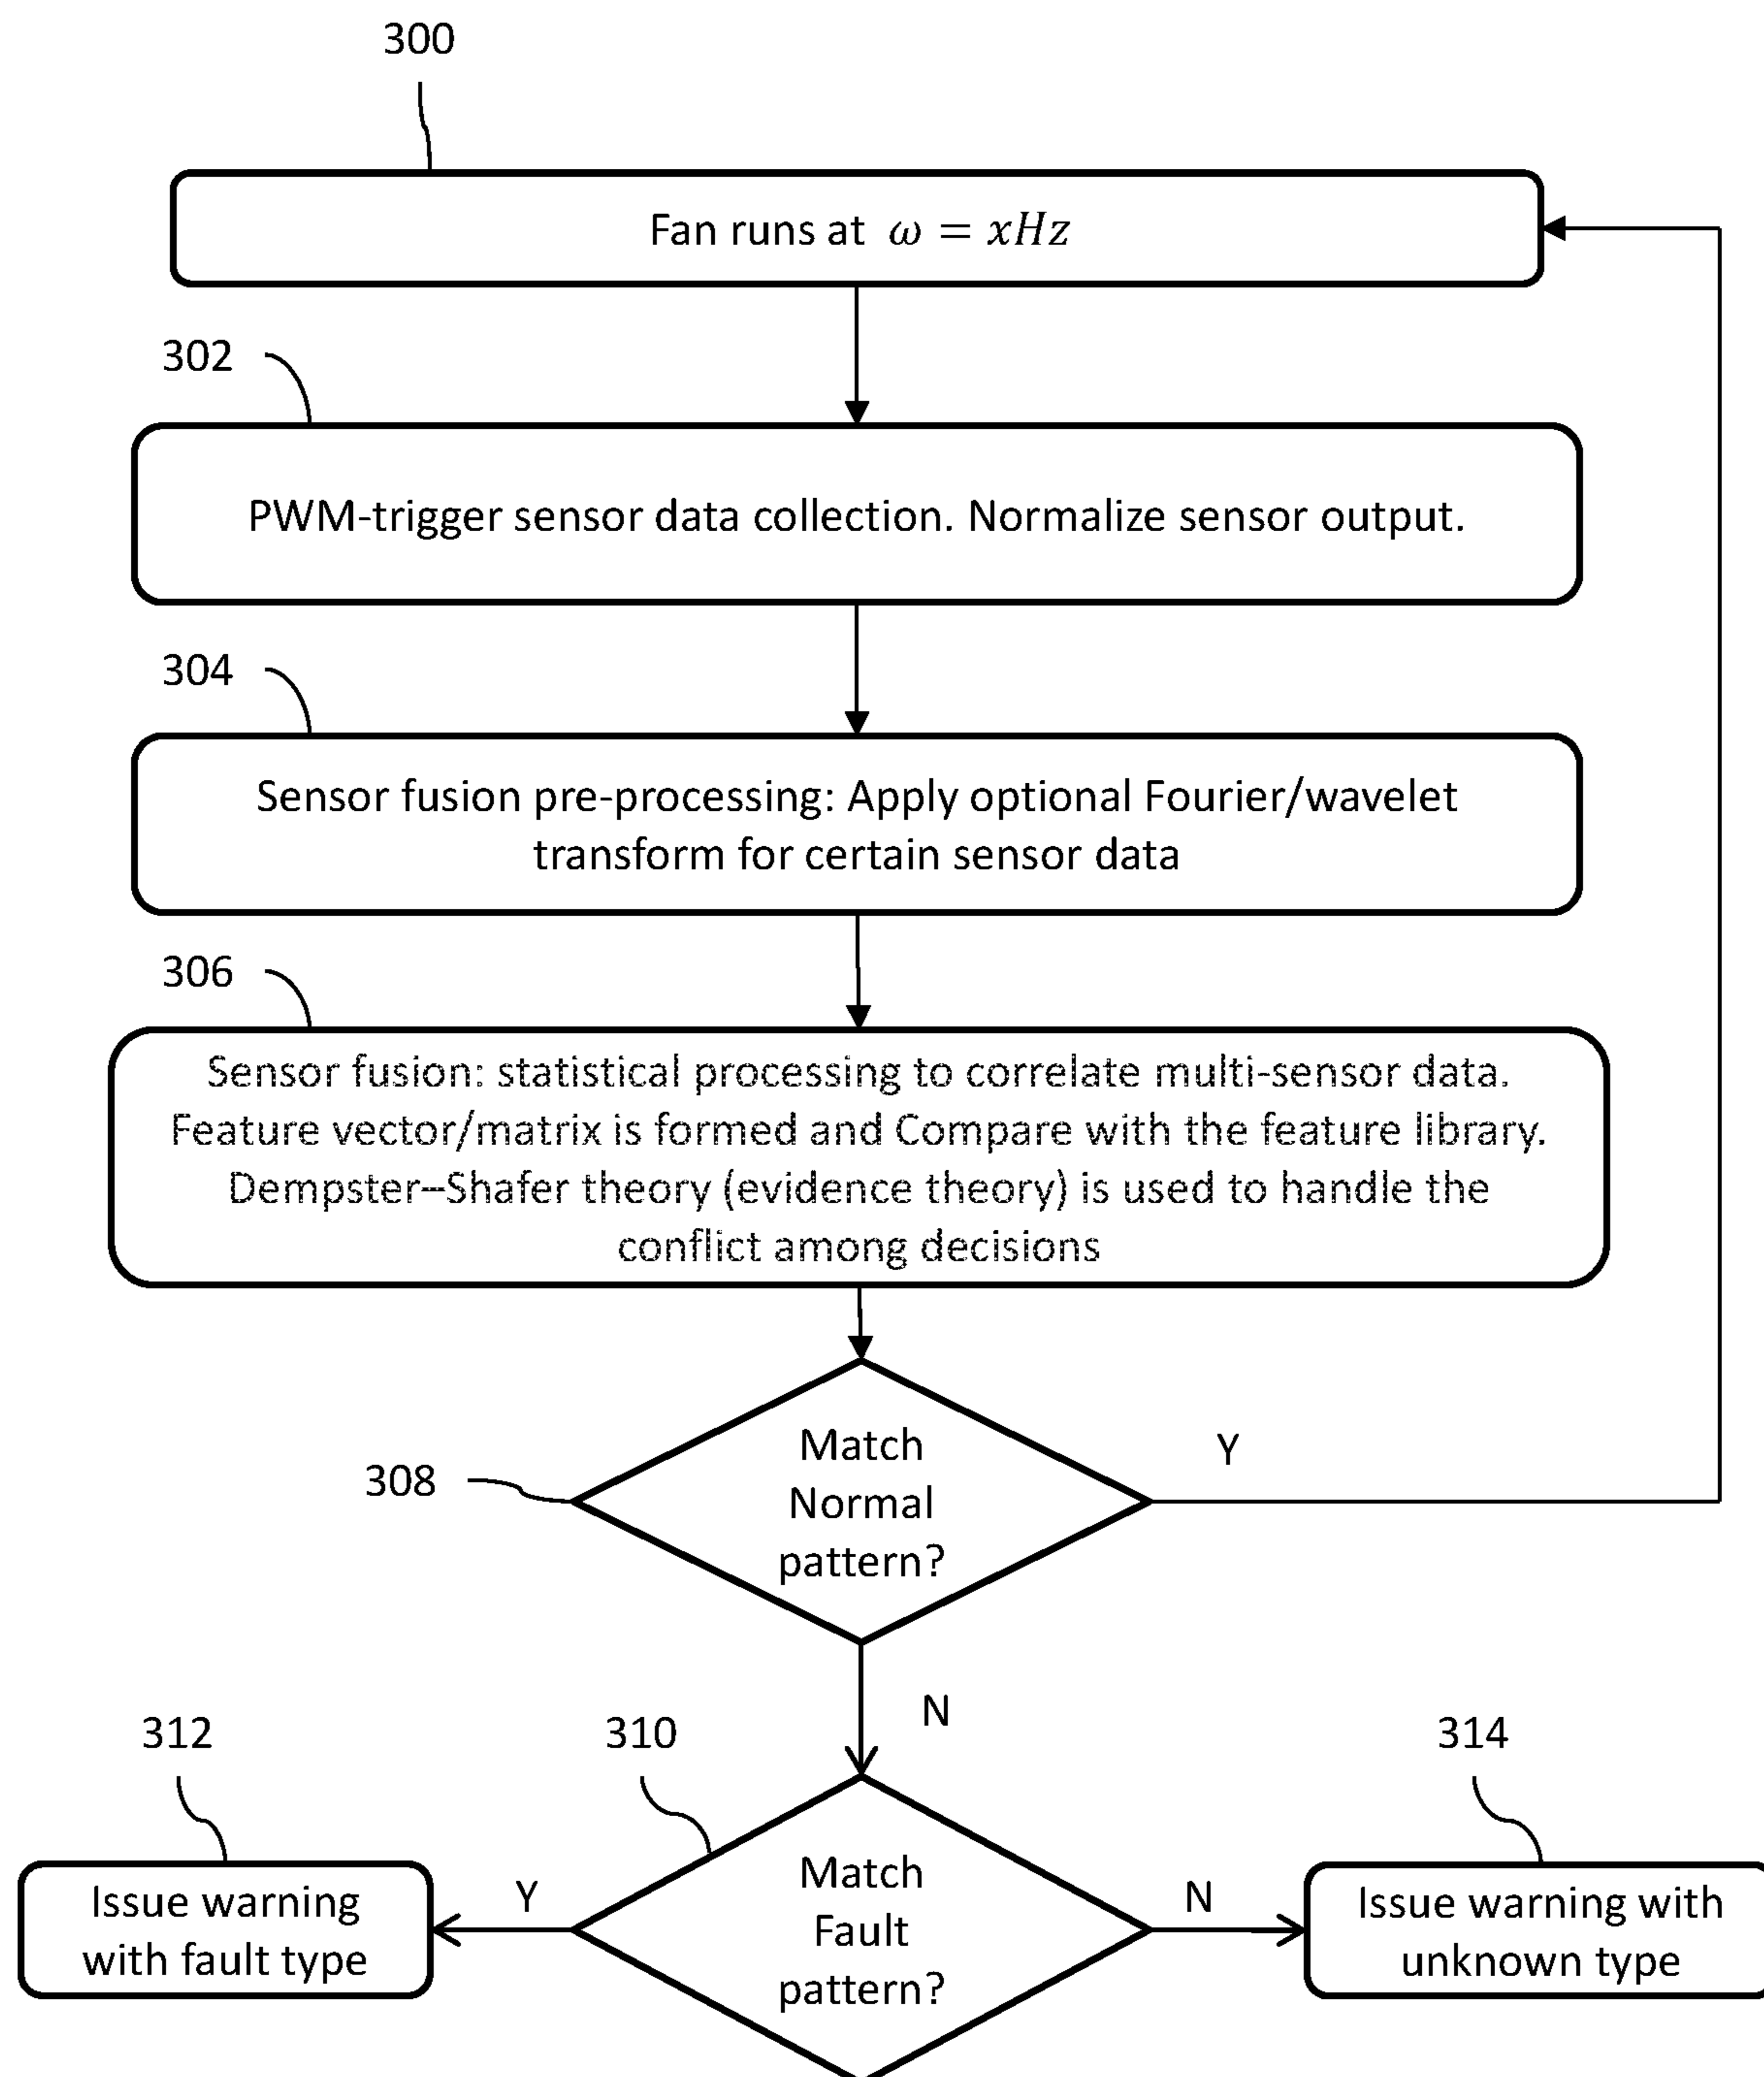 300
Fan runs at ω = xHz
302
PWM-trigger sensor data collection. Normalize sensor output.
304
Sensor fusion pre-processing: Apply optional Fourier/wavelet
transform for certain sensor data
306
Sensor fusion: statistical processing to correlate multi-sensor data.
Feature vector/matrix is formed and Compare with the feature library.
Dempster--Shafer theory (evidence theory) is used to handle the
conflict among decisions
308
Match
Normal
pattern?
Y
N
312
310
314
Issue warning
with fault type
Y
Match
Fault
pattern?
N
Issue warning with
unknown type